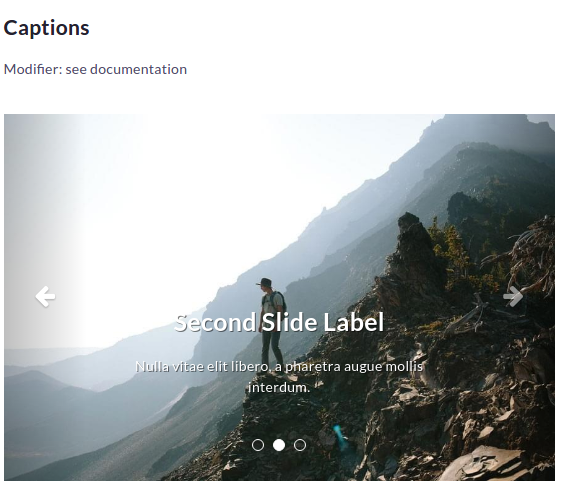 Captions
Modifier: see documentation
Second Slide Label
Nulla vitae elit libero, a pharetra augue mollis
interdum.